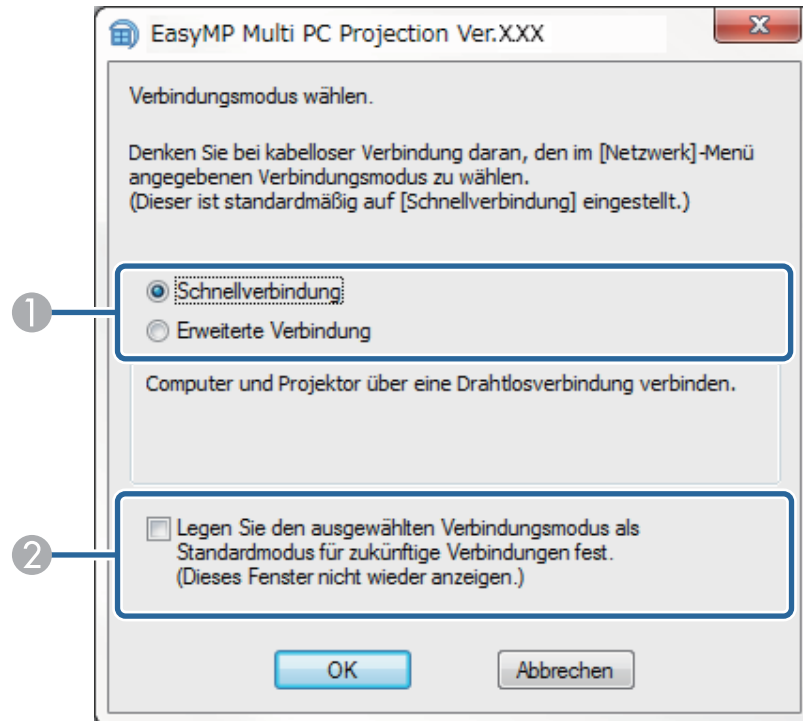 EasyMP Multi PC Projection Ver.X.XX
Verbindungsmodus wählen.
Denken Sie bei kabelloser Verbindung daran, den im [Netzwerk]-Menü
angegebenen Verbindungsmodus zu wählen.
(Dieser ist standardmäßig auf [Schnellverbindung] eingestellt.)
1
Schnellverbindung
Erweiterte Verbindung
Computer und Projektor über eine Drahtlosverbindung verbinden.
2
Legen Sie den ausgewählten Verbindungsmodus als
Standardmodus für zukünftige Verbindungen fest.
(Dieses Fenster nicht wieder anzeigen.)
OK
Abbrechen